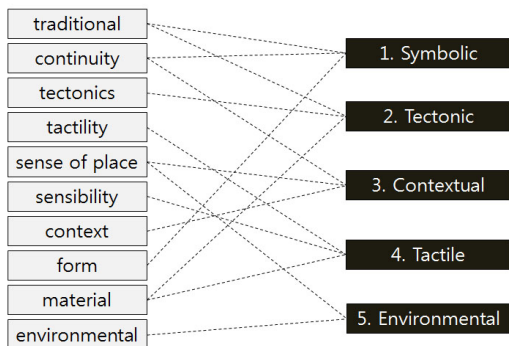 traditional
continuity
tectonics
tactility
sense of place
sensibility
context
form
material
environmental
1. Symbolic
2. Tectonic
3. Contextual
4. Tactile
5. Environmental